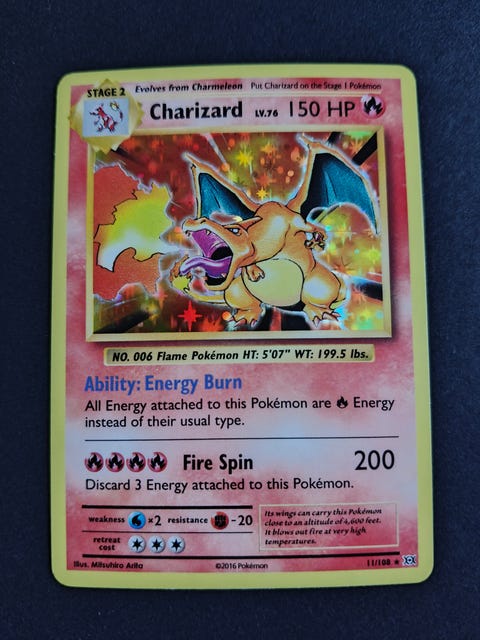 STAGE 2 Evolves from Charmeleon Put Charizard on the Stage 1 Pokémon
Charizard LV.76 150 HP
NO. 006 Flame Pokémon HT: 5'07" WT: 199.5 lbs.
Ability: Energy Burn
All Energy attached to this Pokémon are Energy
instead of their usual type.
Fire Spin 200
Discard 3 Energy attached to this Pokémon.
weakness ×2 resistance -20
retreat
cost
Its wings can carry this Pokémon
close to an altitude of 4,600 feet.
It blows out fire at very high
temperatures.
Illus. Mitsuhiro Arita ©2016 Pokémon 11/108